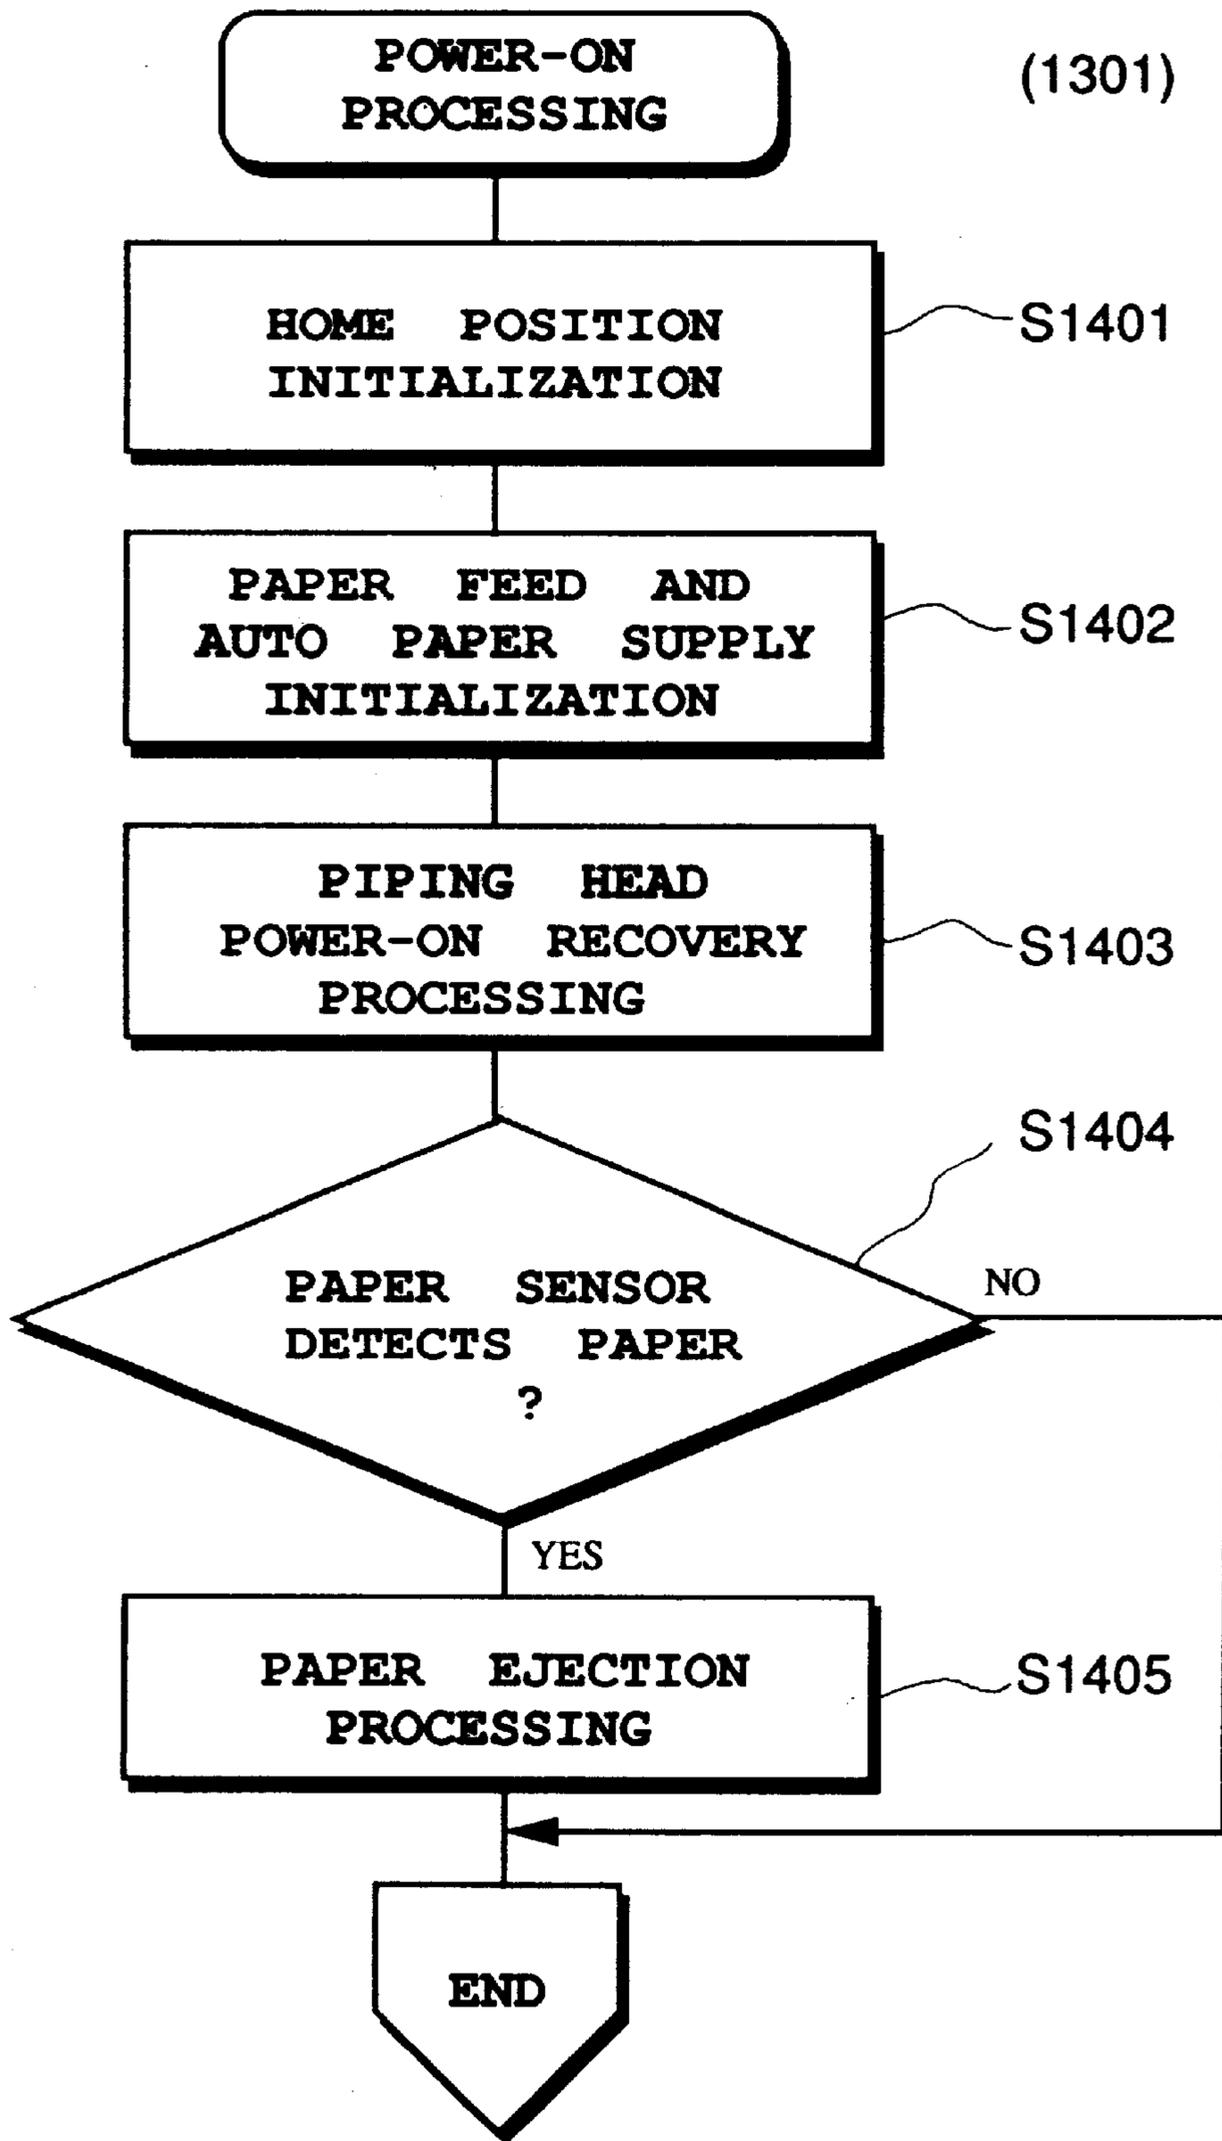 POWER-ON
PROCESSING
(1301)
HOME POSITION
INITIALIZATION
S1401
PAPER FEED AND
AUTO PAPER SUPPLY
INITIALIZATION
S1402
PIPING HEAD
POWER-ON RECOVERY
PROCESSING
S1403
S1404
PAPER SENSOR
DETECTS PAPER
?
NO
YES
PAPER EJECTION
PROCESSING
S1405
END